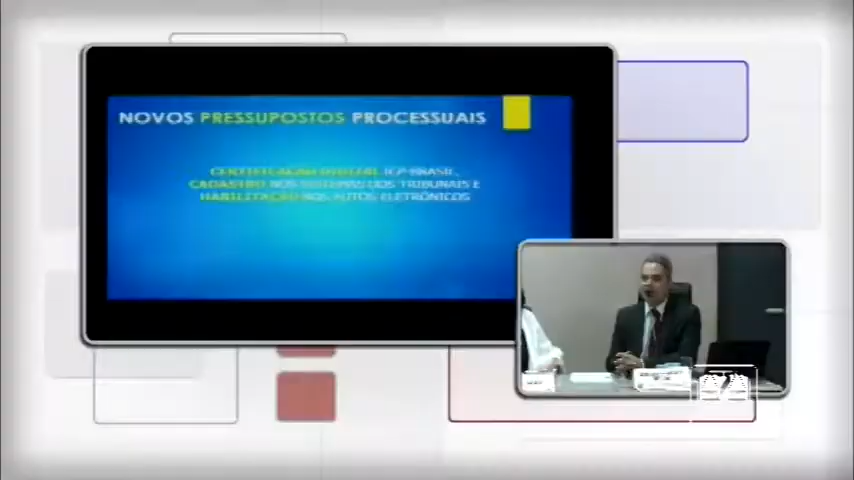 NOVOS PRESSUPOSTOS PROCESSUAIS
CERTIFICAÇÃO DIGITAL ICP-BRASIL,
CADASTRO NOS SISTEMAS DOS TRIBUNAIS E
HABILITAÇÃO NOS AUTOS ELETRÔNICOS